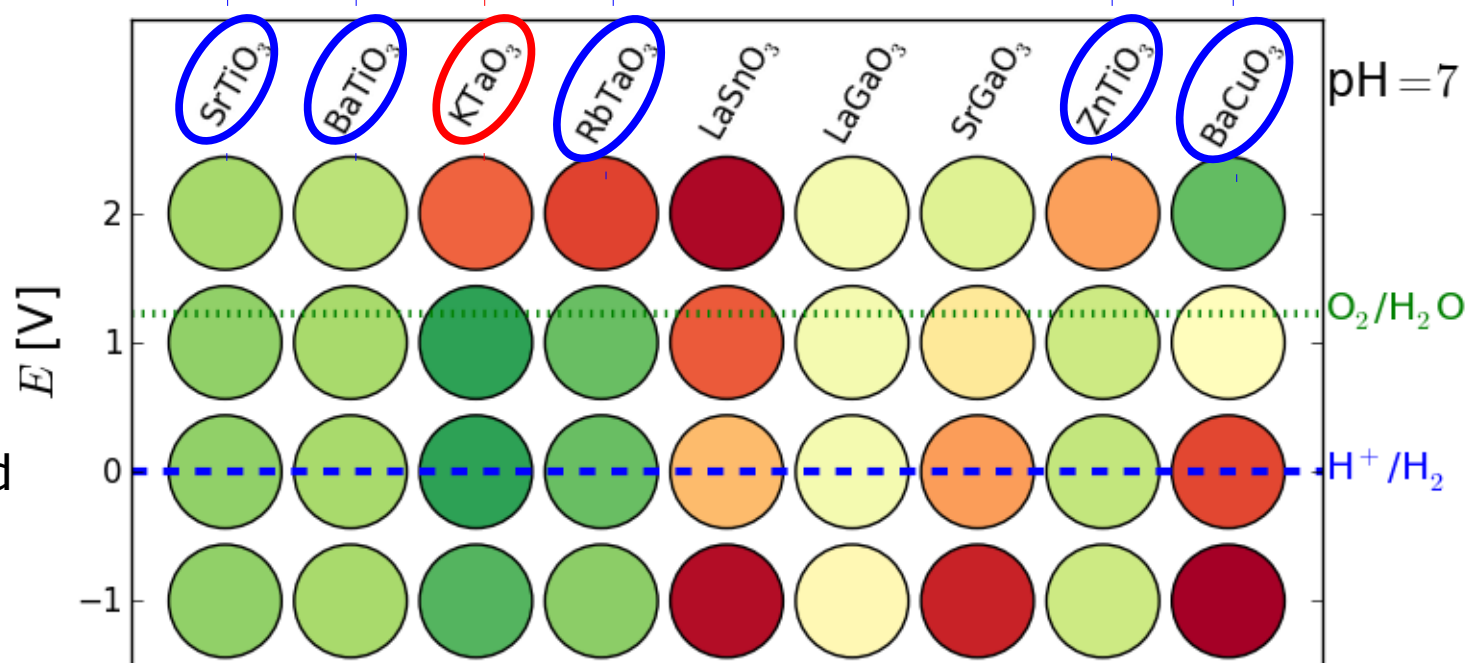 SrTiO₃ BaTiO₃ KTaO₃ RbTaO₃ LaSnO₃ LaGaO₃ SrGaO₃ ZnTiO₃ BaCuO₃
pH =7
2
O₂/H₂O
1
E [V]
d
0
H⁺/H₂
−1